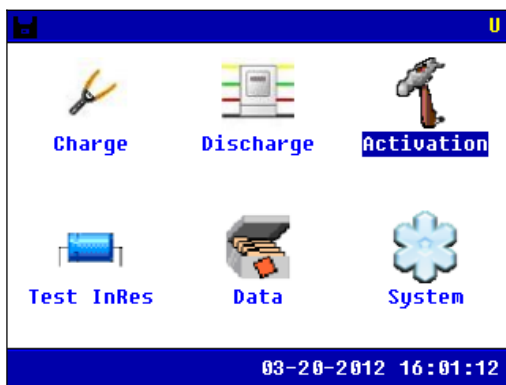 U
Charge Discharge Activation
Test InRes Data System
03-20-2012 16:01:12